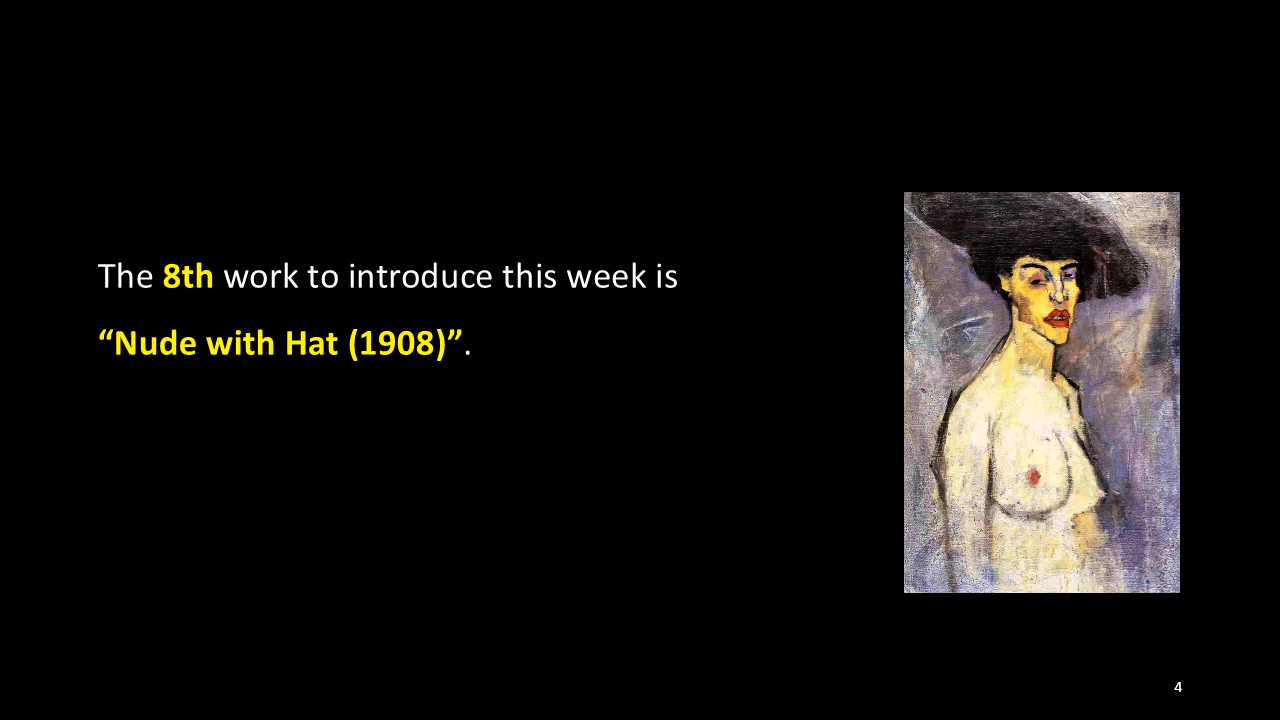 The 8th work to introduce this week is
“Nude with Hat (1908)”.
4